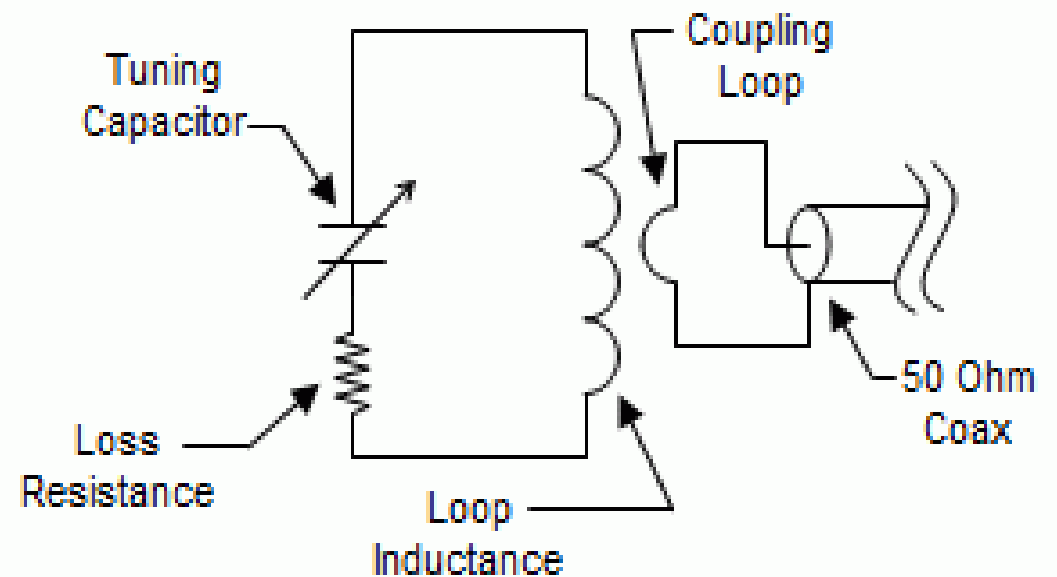 Tuning
Capacitor
Coupling
Loop
50 Ohm
Coax
Loss
Resistance
Loop
Inductance